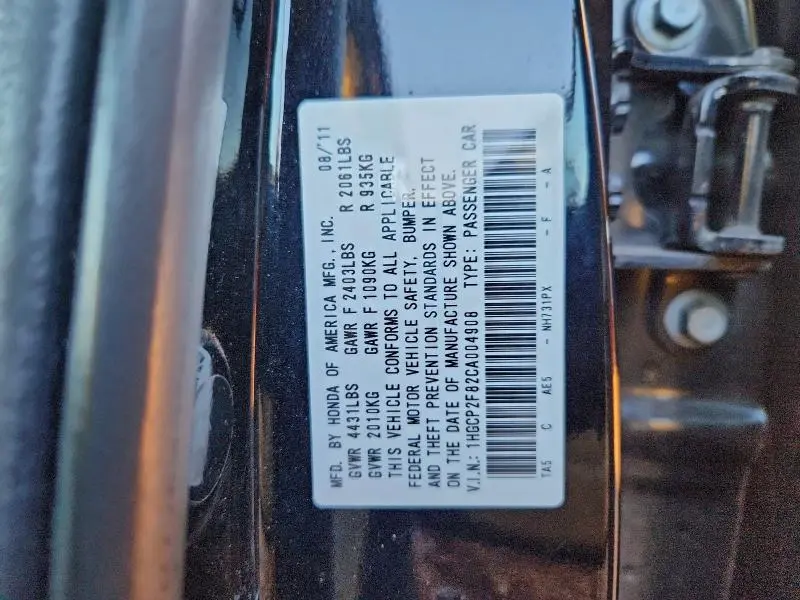 MFD. BY HONDA OF AMERICA MFG., INC. 08/'11
GVWR 4431LBS GAWR F 2403LBS R 2061LBS
GVWR 2010KG GAWR F 1090KG R 935KG
THIS VEHICLE CONFORMS TO ALL APPLICABLE
FEDERAL MOTOR VEHICLE SAFETY, BUMPER,
AND THEFT PREVENTION STANDARDS IN EFFECT
ON THE DATE OF MANUFACTURE SHOWN ABOVE.
V.I.N.: 1HGCP2F82CA004908 TYPE: PASSENGER CAR
TA5 C AE5 - NH731PX - F - A